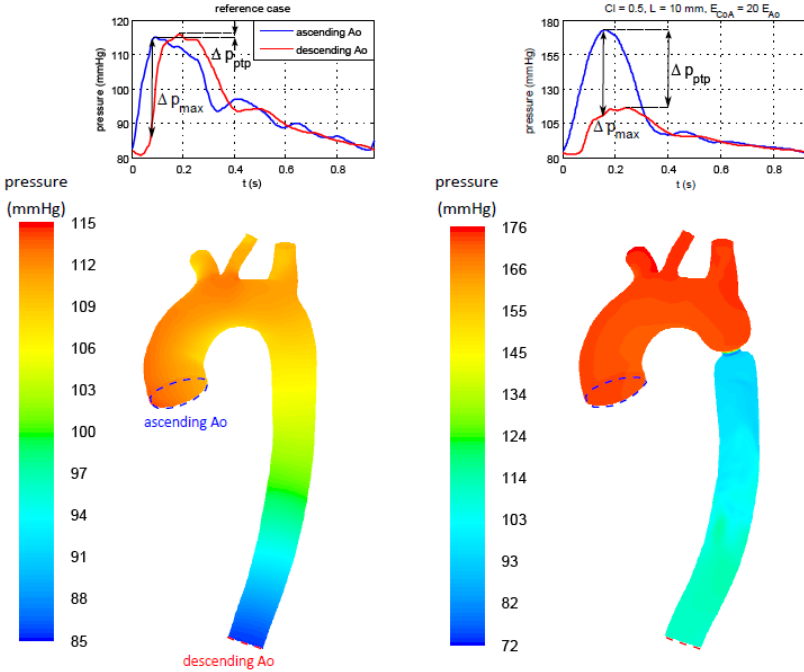 reference case
120
110
100
90
80
pressure (mmHg)
0
0.2
0.4
0.6
0.8
t (s)
ascending Ao
descending Ao
Δ p_ptp
Δ p_max
CI = 0.5, L = 10 mm, E_CoA = 20 E_Ao
180
155
130
105
80
pressure (mmHg)
0
0.2
0.4
0.6
0.8
t (s)
Δ p_ptp
Δ p_max
pressure
(mmHg)
115
112
109
106
103
100
97
94
91
88
85
ascending Ao
descending Ao
pressure
(mmHg)
176
166
155
145
134
124
114
103
93
82
72